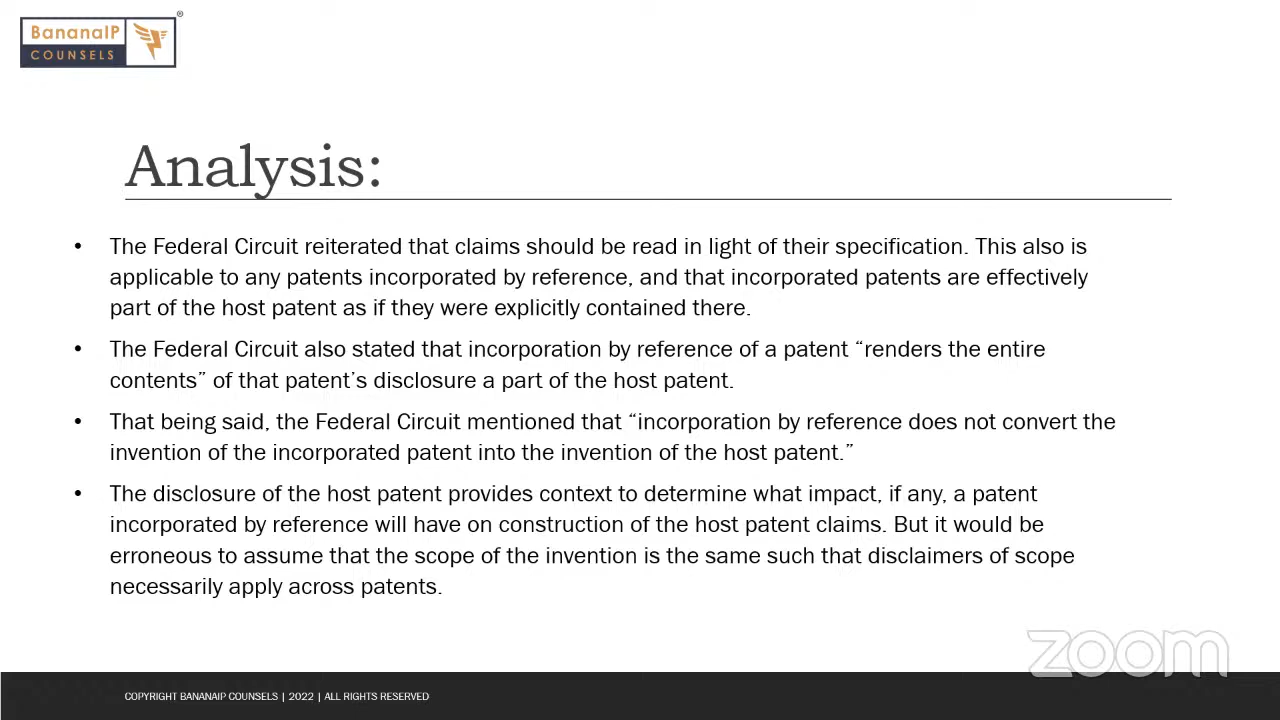 BananaIP
COUNSELS
®
Analysis:
• The Federal Circuit reiterated that claims should be read in light of their specification. This also is
applicable to any patents incorporated by reference, and that incorporated patents are effectively
part of the host patent as if they were explicitly contained there.
• The Federal Circuit also stated that incorporation by reference of a patent “renders the entire
contents” of that patent’s disclosure a part of the host patent.
• That being said, the Federal Circuit mentioned that “incorporation by reference does not convert the
invention of the incorporated patent into the invention of the host patent.”
• The disclosure of the host patent provides context to determine what impact, if any, a patent
incorporated by reference will have on construction of the host patent claims. But it would be
erroneous to assume that the scope of the invention is the same such that disclaimers of scope
necessarily apply across patents.
zoom
COPYRIGHT BANANAIP COUNSELS | 2022 | ALL RIGHTS RESERVED